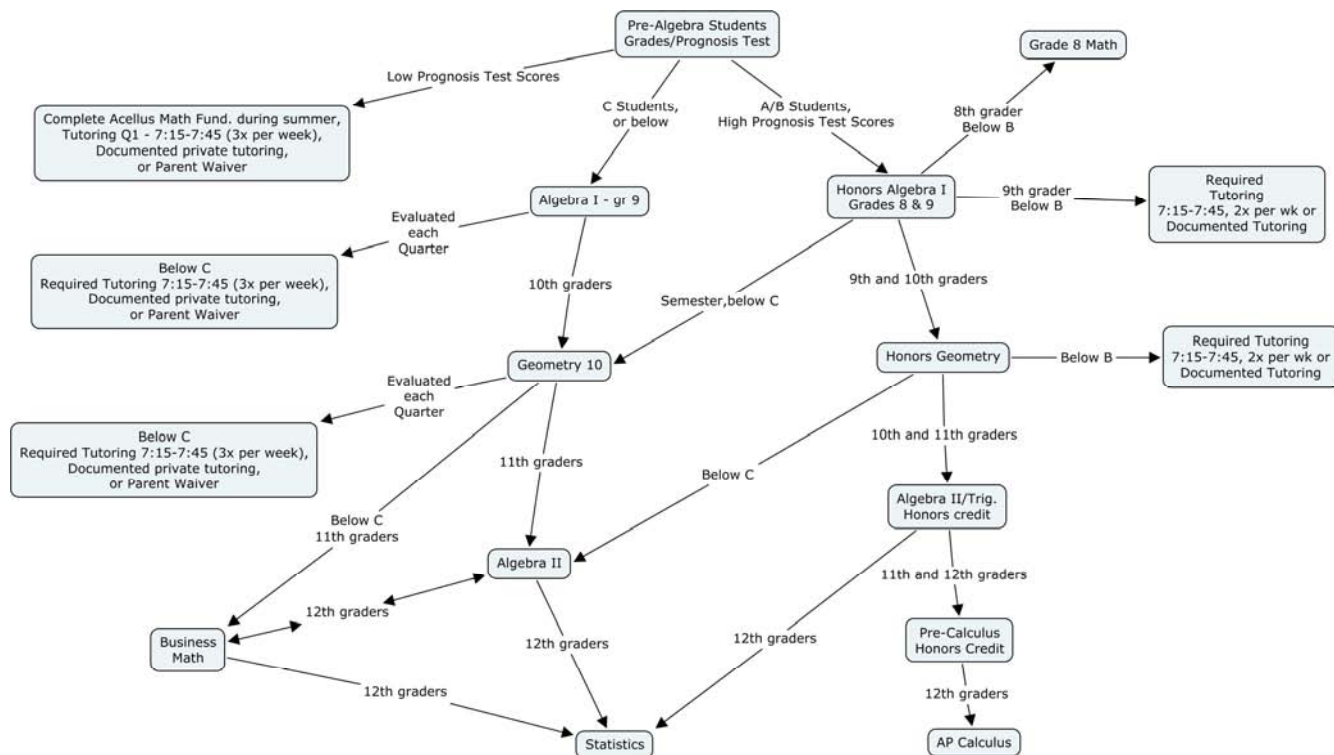 Pre-Algebra Students
Grades/Prognosis Test
Grade 8 Math
Low Prognosis Test Scores
C Students,
or below
A/B Students,
High Prognosis Test Scores
8th grader
Below B
Complete Acellus Math Fund. during summer,
Tutoring Q1 - 7:15-7:45 (3x per week),
Documented private tutoring,
or Parent Waiver
Algebra I - gr 9
Honors Algebra I
Grades 8 & 9
9th grader
Below B
Required
Tutoring
7:15-7:45, 2x per wk or
Documented Tutoring
Evaluated
each
Quarter
Below C
Required Tutoring 7:15-7:45 (3x per week),
Documented private tutoring,
or Parent Waiver
10th graders
Semester,below C
9th and 10th graders
Geometry 10
Honors Geometry
Below B
Required Tutoring
7:15-7:45, 2x per wk or
Documented Tutoring
Evaluated
each
Quarter
Below C
Required Tutoring 7:15-7:45 (3x per week),
Documented private tutoring,
or Parent Waiver
11th graders
Below C
10th and 11th graders
Below C
11th graders
Algebra II/Trig.
Honors credit
Algebra II
11th and 12th graders
12th graders
Business
Math
12th graders
12th graders
Pre-Calculus
Honors Credit
12th graders
12th graders
Statistics
AP Calculus